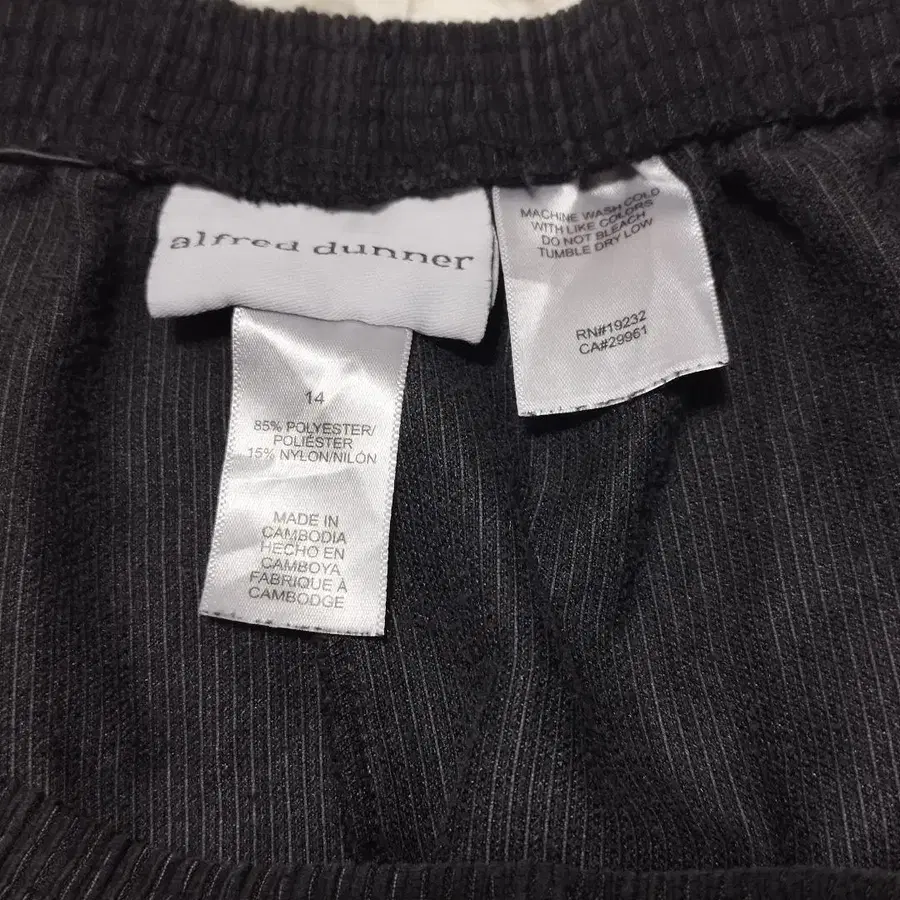 alfred dunner
14
85% POLYESTER/
POLIÉSTER
15% NYLON/NILÓN
MADE IN
CAMBODIA
HECHO EN
CAMBOYA
FABRIQUE À
CAMBODGE
MACHINE WASH COLD
WITH LIKE COLORS
DO NOT BLEACH
TUMBLE DRY LOW
RN#19232
CA#29961